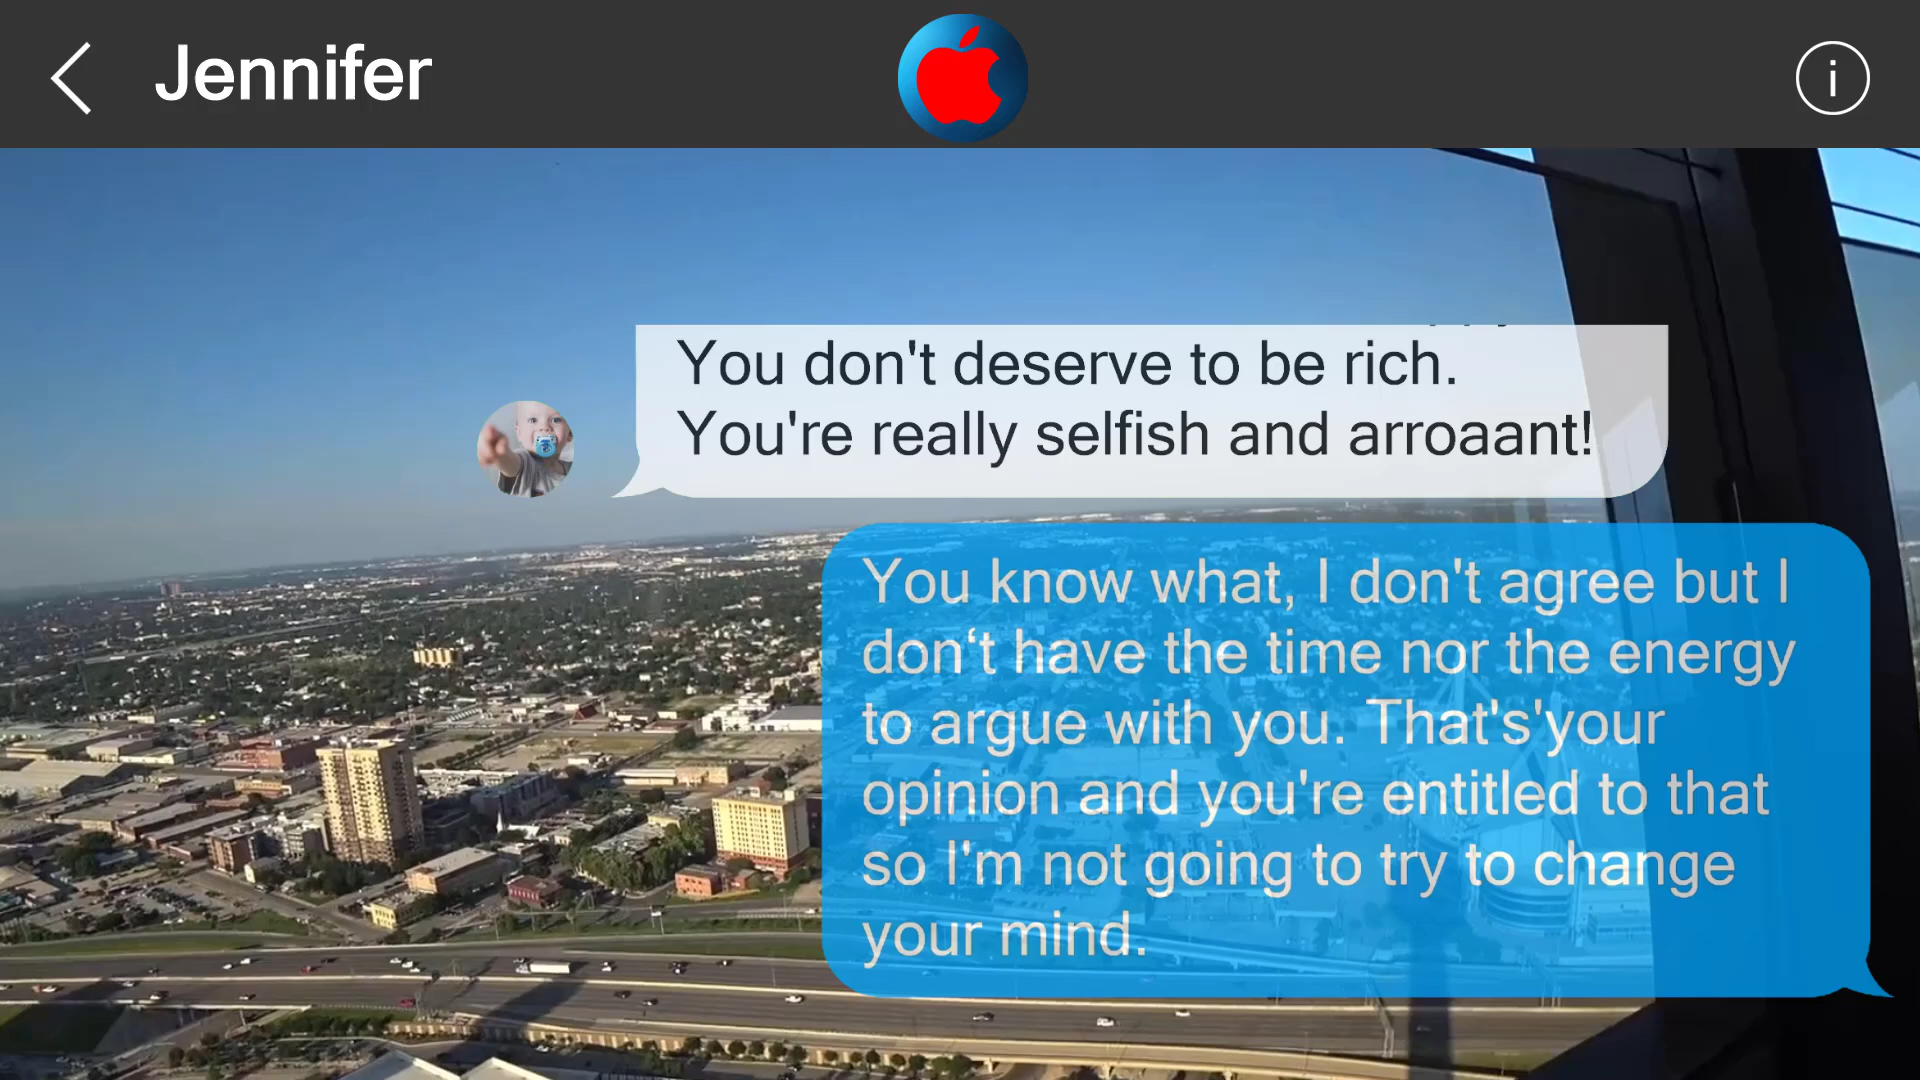 Jennifer
i
You don't deserve to be rich.
You're really selfish and arroaant!
You know what, I don't agree but I
don‘t have the time nor the energy
to argue with you. That's'your
opinion and you're entitled to that
so I'm not going to try to change
your mind.